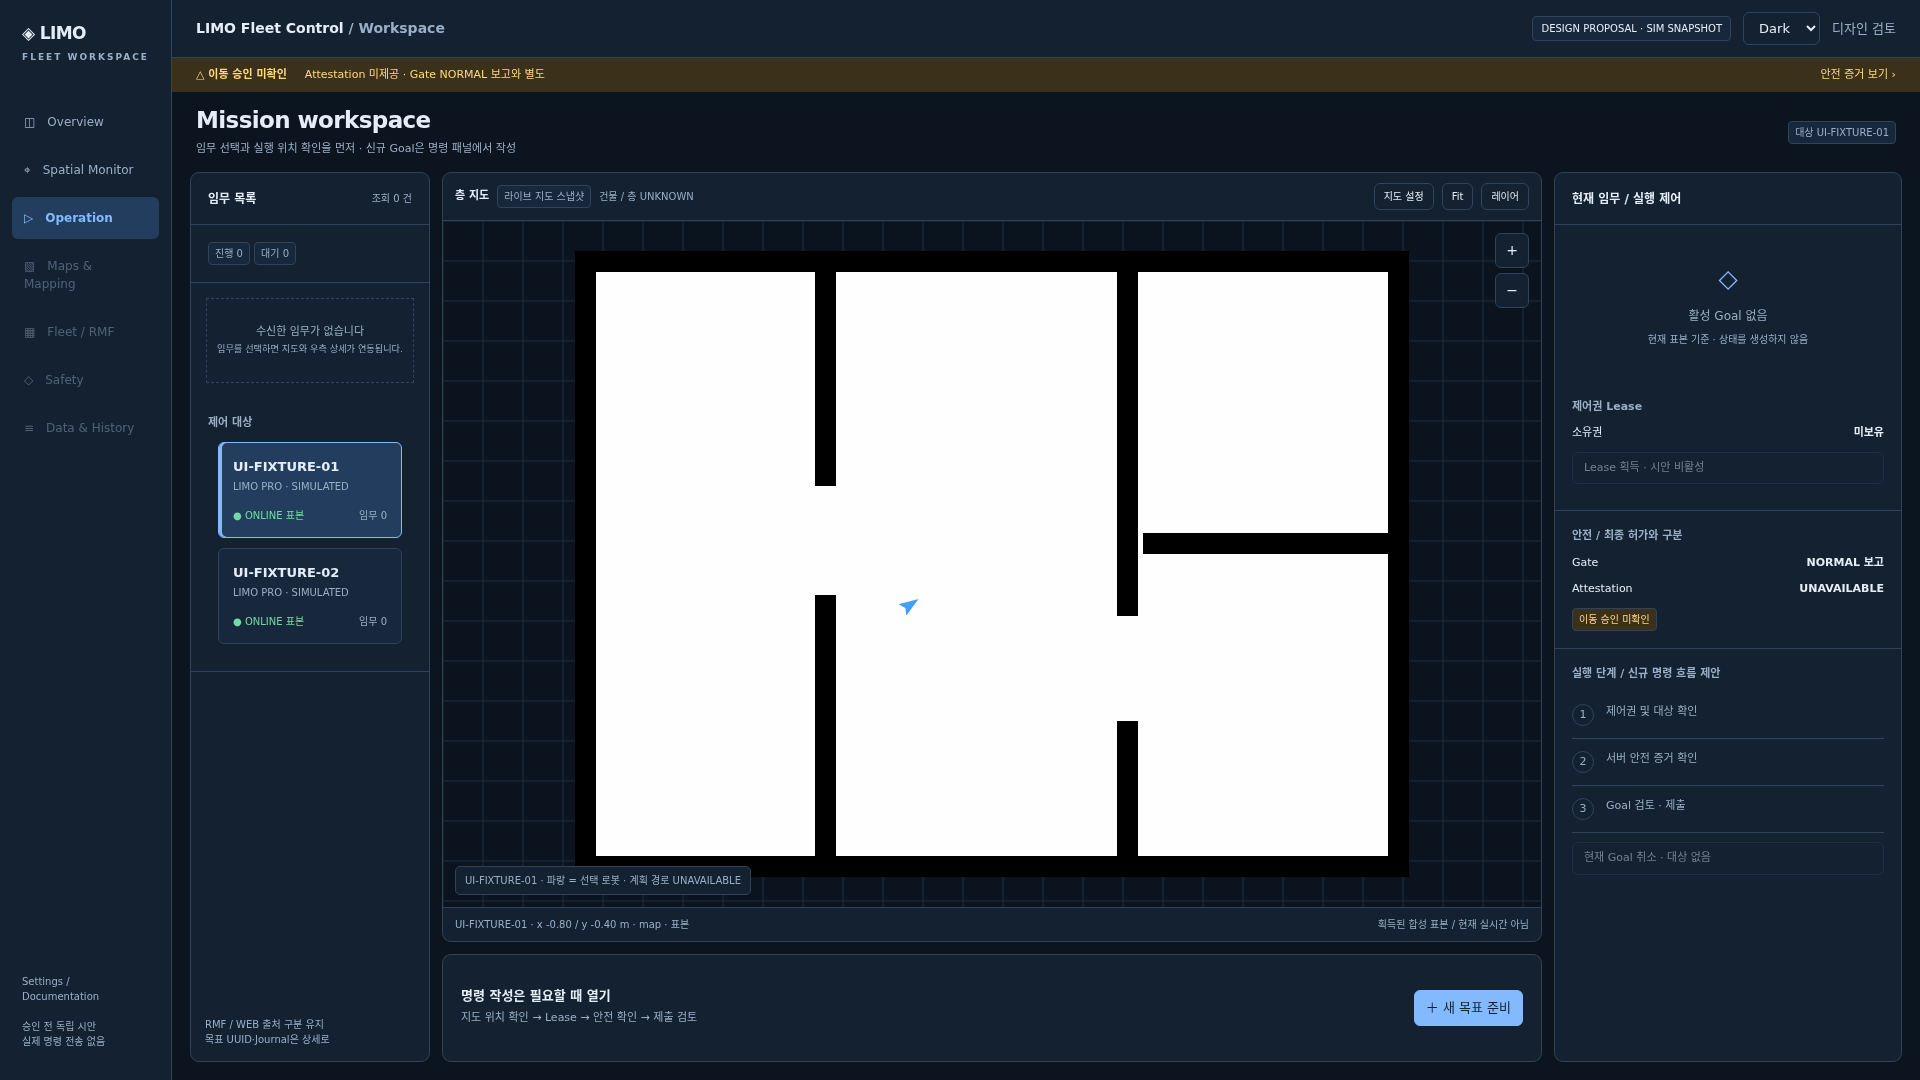 ◈ LIMO
FLEET WORKSPACE
Overview
Spatial Monitor
Operation
Maps &
Mapping
Fleet / RMF
Safety
Data & History
Settings /
Documentation
승인 전 독립 시안
실제 명령 전송 없음
LIMO Fleet Control / Workspace
DESIGN PROPOSAL · SIM SNAPSHOT
Dark
디자인 검토
△ 이동 승인 미확인 Attestation 미제공 · Gate NORMAL 보고와 별도
안전 증거 보기 ›
Mission workspace
임무 선택과 실행 위치 확인을 먼저 · 신규 Goal은 명령 패널에서 작성
대상 UI-FIXTURE-01
임무 목록
조회 0 건
진행 0
대기 0
수신한 임무가 없습니다
임무를 선택하면 지도와 우측 상세가 연동됩니다.
제어 대상
UI-FIXTURE-01
LIMO PRO · SIMULATED
● ONLINE 표본
임무 0
UI-FIXTURE-02
LIMO PRO · SIMULATED
● ONLINE 표본
임무 0
RMF / WEB 출처 구분 유지
목표 UUID·Journal은 상세로
층 지도
라이브 지도 스냅샷
건물 / 층 UNKNOWN
지도 설정
Fit
레이어
+
−
UI-FIXTURE-01 · 파랑 = 선택 로봇 · 계획 경로 UNAVAILABLE
UI-FIXTURE-01 · x -0.80 / y -0.40 m · map · 표본
획득된 합성 표본 / 현재 실시간 아님
명령 작성은 필요할 때 열기
지도 위치 확인 → Lease → 안전 확인 → 제출 검토
＋ 새 목표 준비
현재 임무 / 실행 제어
활성 Goal 없음
현재 표본 기준 · 상태를 생성하지 않음
제어권 Lease
소유권
미보유
Lease 획득 · 시안 비활성
안전 / 최종 허가와 구분
Gate
NORMAL 보고
Attestation
UNAVAILABLE
이동 승인 미확인
실행 단계 / 신규 명령 흐름 제안
1 제어권 및 대상 확인
2 서버 안전 증거 확인
3 Goal 검토 · 제출
현재 Goal 취소 · 대상 없음